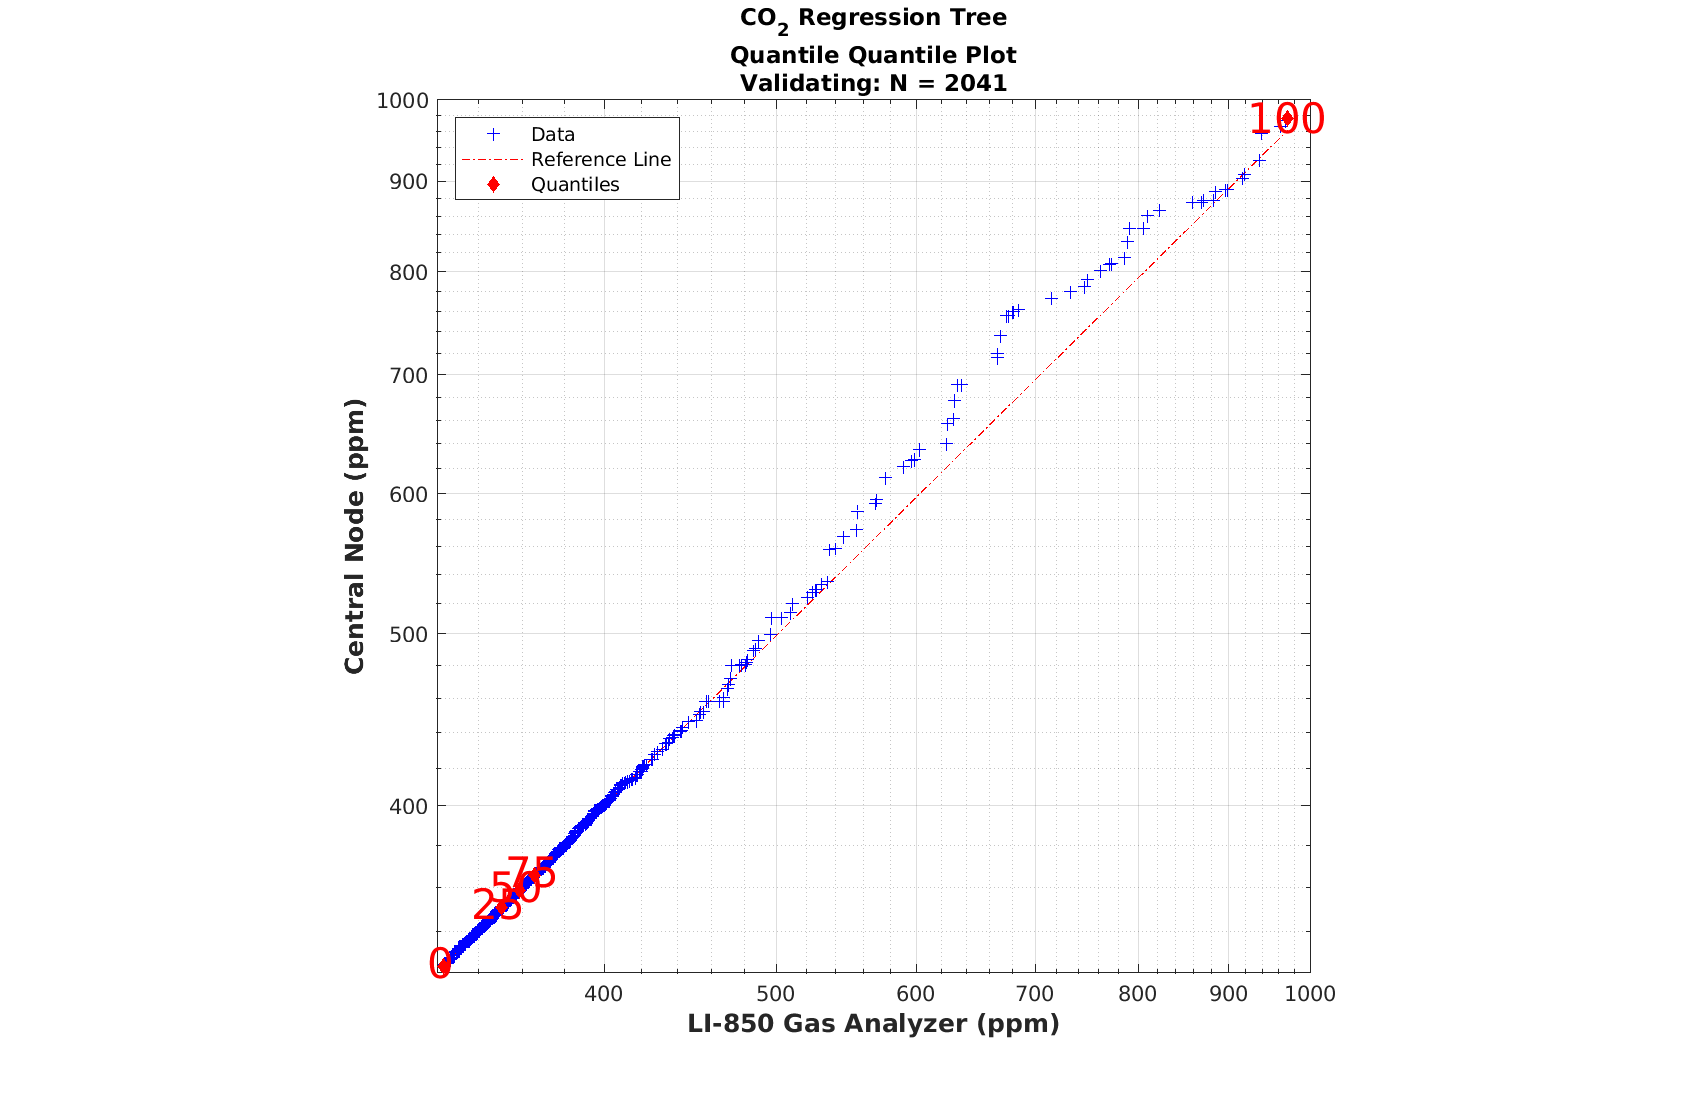 CO2 Regression Tree
Quantile Quantile Plot
Validating: N = 2041
1000
900
800
700
600
500
400
Central Node (ppm)
Data
Reference Line
Quantiles
100
75
50
25
0
400 500 600 700 800 900 1000
LI-850 Gas Analyzer (ppm)